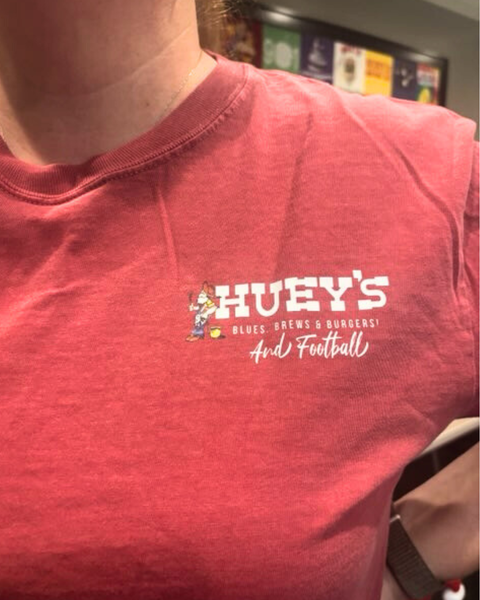 HUEY'S
BLUES, BREWS & BURGERS!
And Football